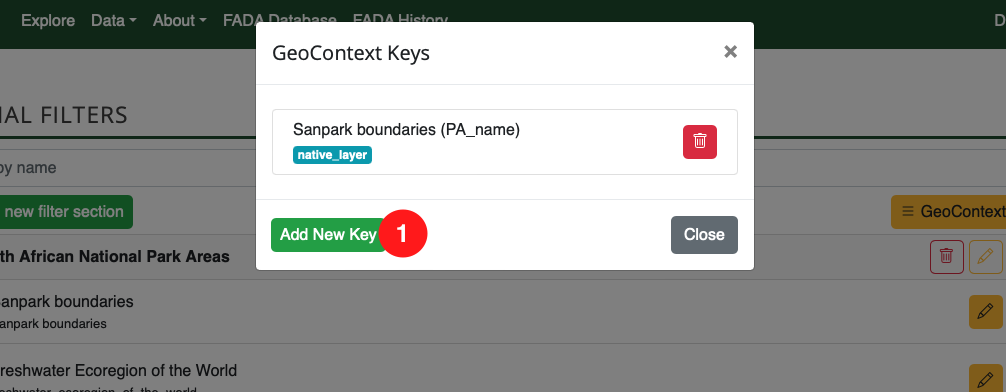 Explore Data About FADA Database FADA History D
GeoContext Keys ×
IAL FILTERS
Sanpark boundaries (PA_name)
native_layer
by name
new filter section
GeoContext
Add New Key 1 Close
th African National Park Areas
Sanpark boundaries
anpark boundaries
reshwater Ecoregion of the World
eshwater_ecoregion_of_the_world